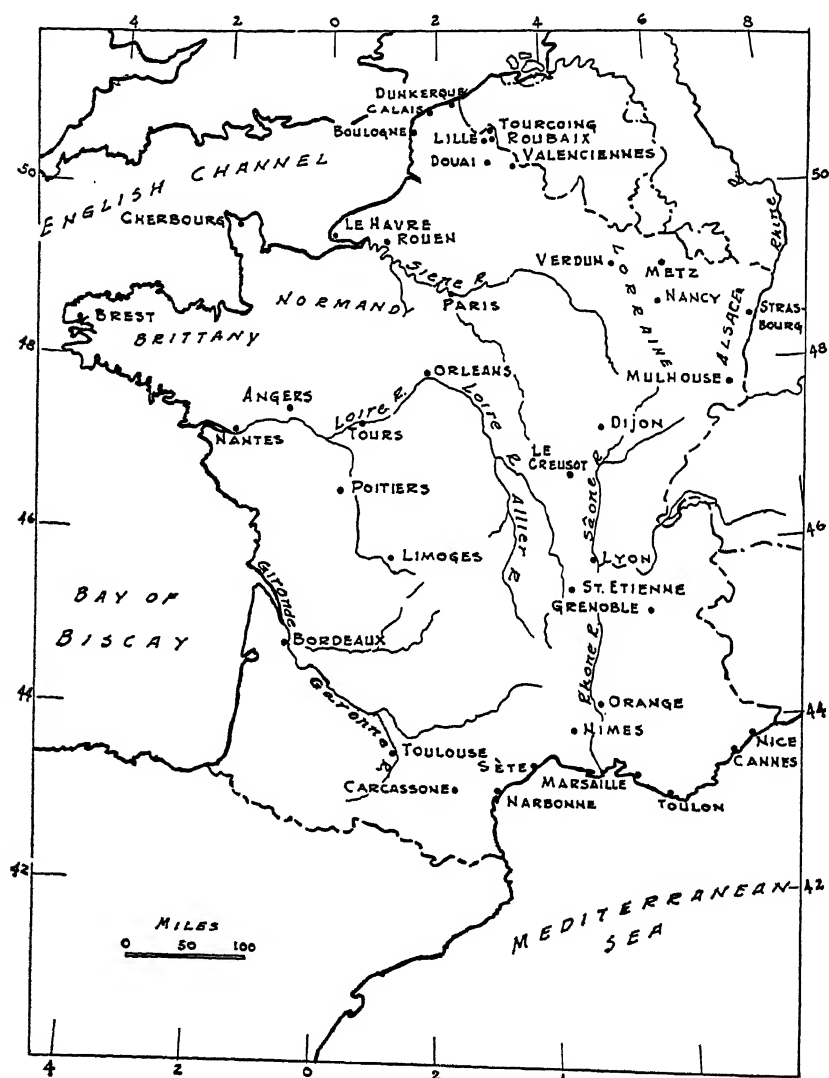 4 2 0 2 4 6 8
DUNKERQUE
CALAIS
BOULOGNE
TOURCOING
LILLE ROUBAIX
DOUAI VALENCIENNES
50 50
ENGLISH CHANNEL
CHERBOURG
LE HAVRE
ROUEN
RHINE
VERDUN
LORRAINE
METZ
SIENE R.
NANCY
NORMANDY
PARIS
ALSACE
STRAS-
BOURG
BREST
BRITTANY
48 48
ORLEANS
MULHOUSE
ANGERS
LOIRE R.
LOIRE R
NANTES
TOURS
DIJON
LE
CREUSOT
POITIERS
SÂONE R
ALLIER R
46 46
LIMOGES
LYON
GIRONDE
ST. ETIENNE
GRENOBLE
BAY OF
BISCAY
BORDEAUX
RHONE R.
44 44
GARONNE R
ORANGE
NIMES
NICE
CANNES
TOULOUSE
SÈTE
MARSAILLE
CARCASSONE
NARBONNE
TOULON
42 42
MEDITERRANEAN
SEA
MILES
0 50 100
4 2 0 2 4 6 8